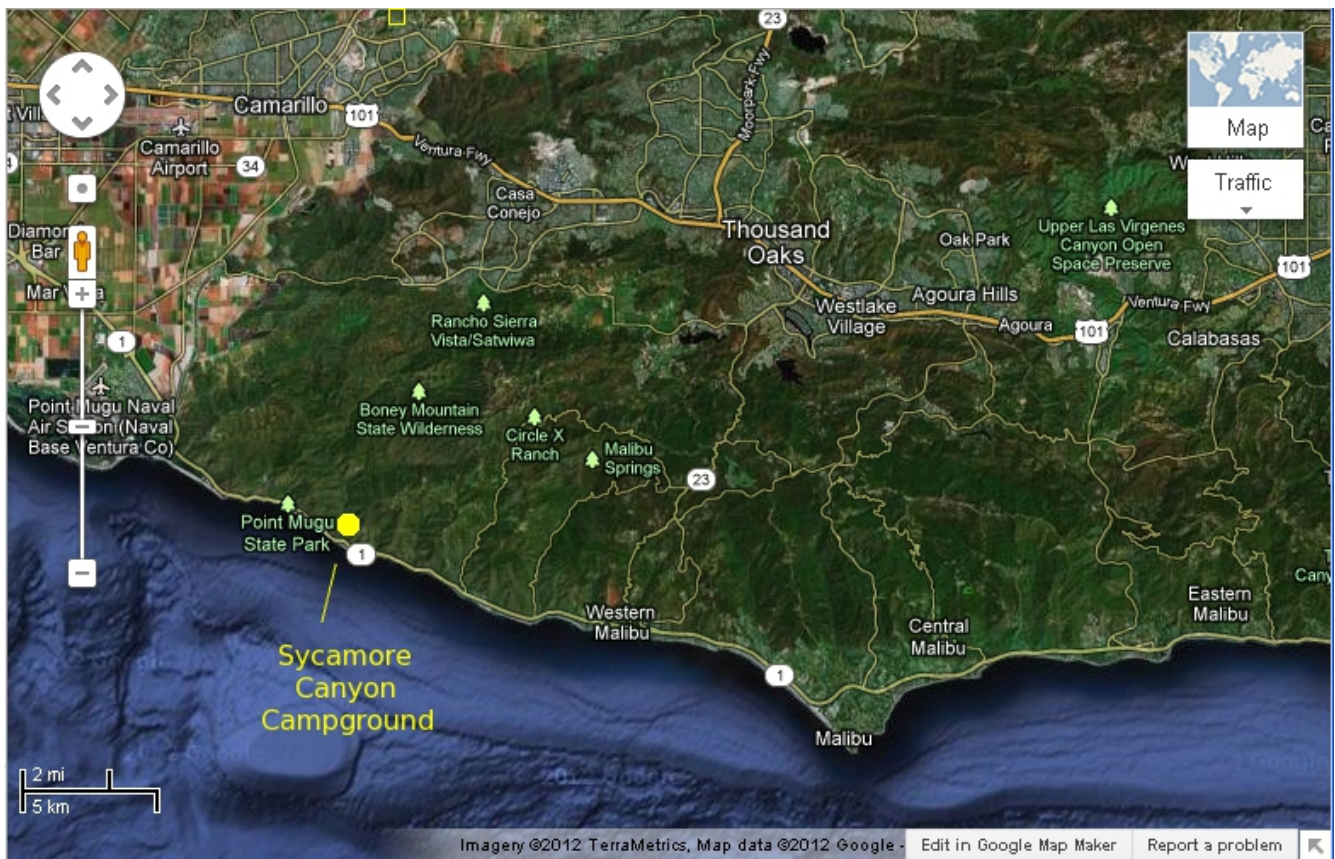 23
Map
Traffic
Camarillo
101
Camarillo
Airport
34
Ventura Fwy
Moorpark Fwy
Casa
Conejo
Thousand
Oaks
Oak Park
Upper Las Virgenes
Canyon Open
Space Preserve
101
Bar
Westlake
Village
Agoura Hills
Agoura
101
Ventura Fwy
Calabasas
Rancho Sierra
Vista/Satwiwa
1
Point Mugu Naval
Air Station (Naval
Base Ventura Co)
Boney Mountain
State Wilderness
Circle X
Ranch
Malibu
Springs
23
Point Mugu
State Park
1
Sycamore
Canyon
Campground
Western
Malibu
1
Central
Malibu
Eastern
Malibu
Malibu
2 mi
5 km
Imagery ©2012 TerraMetrics, Map data ©2012 Google -
Edit in Google Map Maker
Report a problem